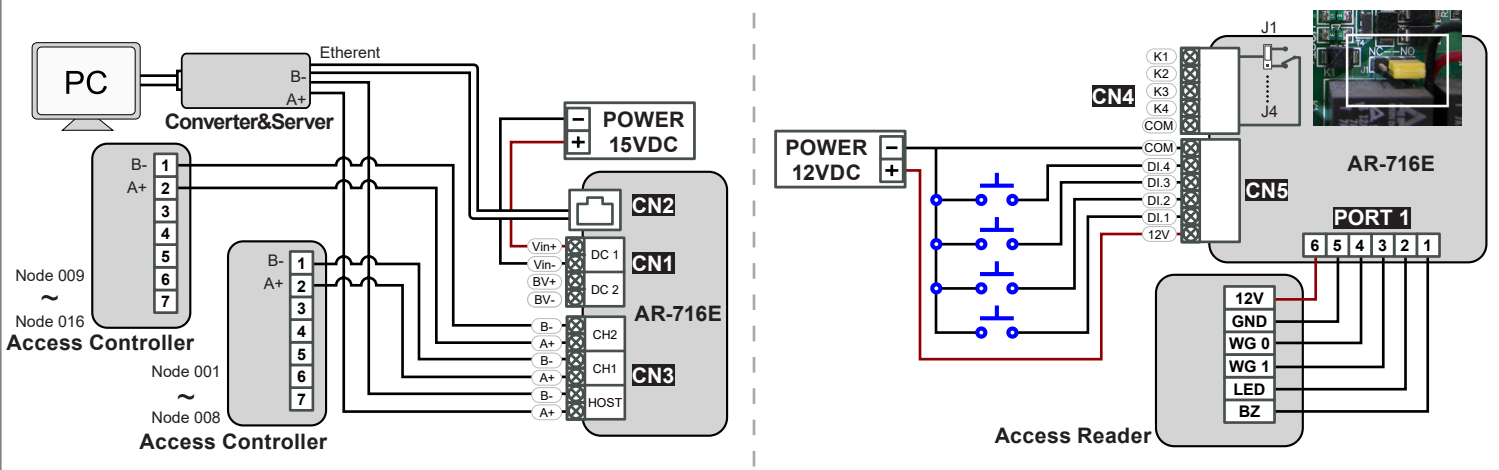 Etherent
PC
B-
A+
Converter&Server
POWER
15VDC
−
+
B-
A+
1
2
3
4
5
6
7
Node 009
~
Node 016
Access Controller
B-
A+
1
2
3
4
5
6
7
Node 001
~
Node 008
Access Controller
CN2
Vin+
Vin-
BV+
BV-
DC 1
DC 2
CN1
AR-716E
B-
A+
B-
A+
B-
A+
CH2
CH1
HOST
CN3
POWER
12VDC
−
+
K1
K2
K3
K4
COM
CN4
J1
J4
NC
NO
COM
DI.4
DI.3
DI.2
DI.1
12V
CN5
AR-716E
PORT 1
6 5 4 3 2 1
12V
GND
WG 0
WG 1
LED
BZ
Access Reader